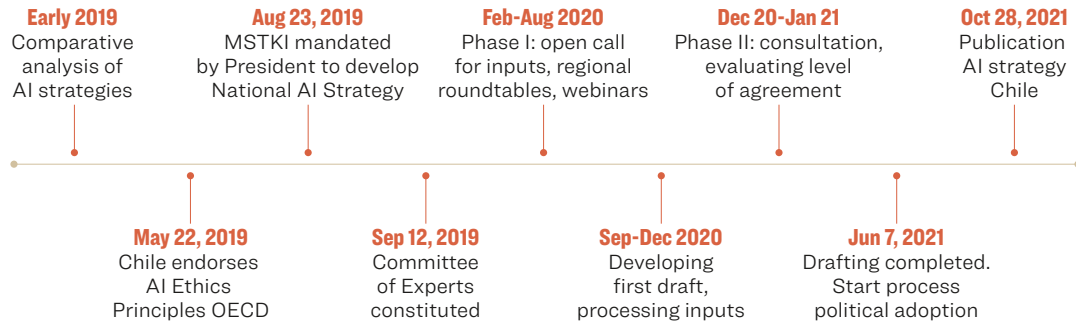 Early 2019
Comparative
analysis of
AI strategies
May 22, 2019
Chile endorses
AI Ethics
Principles OECD
Aug 23, 2019
MSTKI mandated
by President to develop
National AI Strategy
Sep 12, 2019
Committee
of Experts
constituted
Feb-Aug 2020
Phase I: open call
for inputs, regional
roundtables, webinars
Sep-Dec 2020
Developing
first draft,
processing inputs
Dec 20-Jan 21
Phase II: consultation,
evaluating level
of agreement
Jun 7, 2021
Drafting completed.
Start process
political adoption
Oct 28, 2021
Publication
AI strategy
Chile